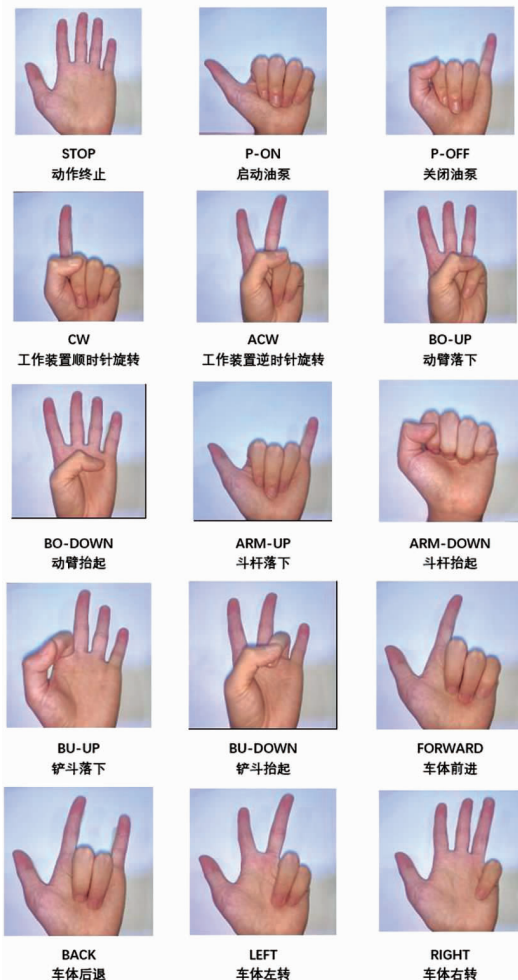 STOP
动作终止
P-ON
启动油泵
P-OFF
关闭油泵
CW
工作装置顺时针旋转
ACW
工作装置逆时针旋转
BO-UP
动臂落下
BO-DOWN
动臂抬起
ARM-UP
斗杆落下
ARM-DOWN
斗杆抬起
BU-UP
铲斗落下
BU-DOWN
铲斗抬起
FORWARD
车体前进
BACK
车体后退
LEFT
车体左转
RIGHT
车体右转